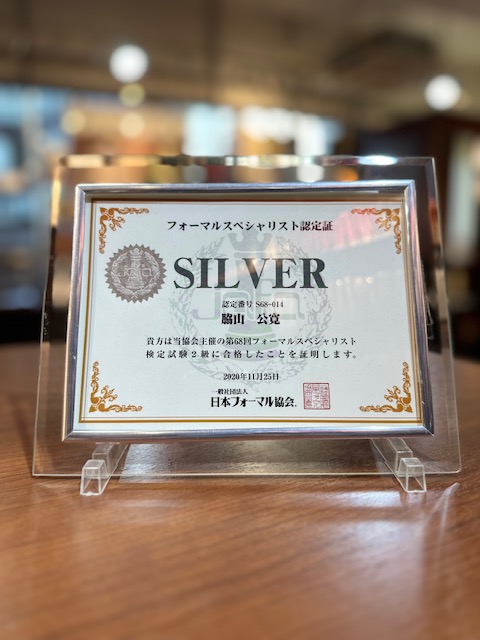 フォーマルスペシャリスト認定証
SILVER
認定番号 S68-014
脇山 公寛
貴方は当協会主催の第68回フォーマルスペシャリスト
検定試験2級に合格したことを証明します。
2020年11月25日
一般社団法人
日本フォーマル協会®